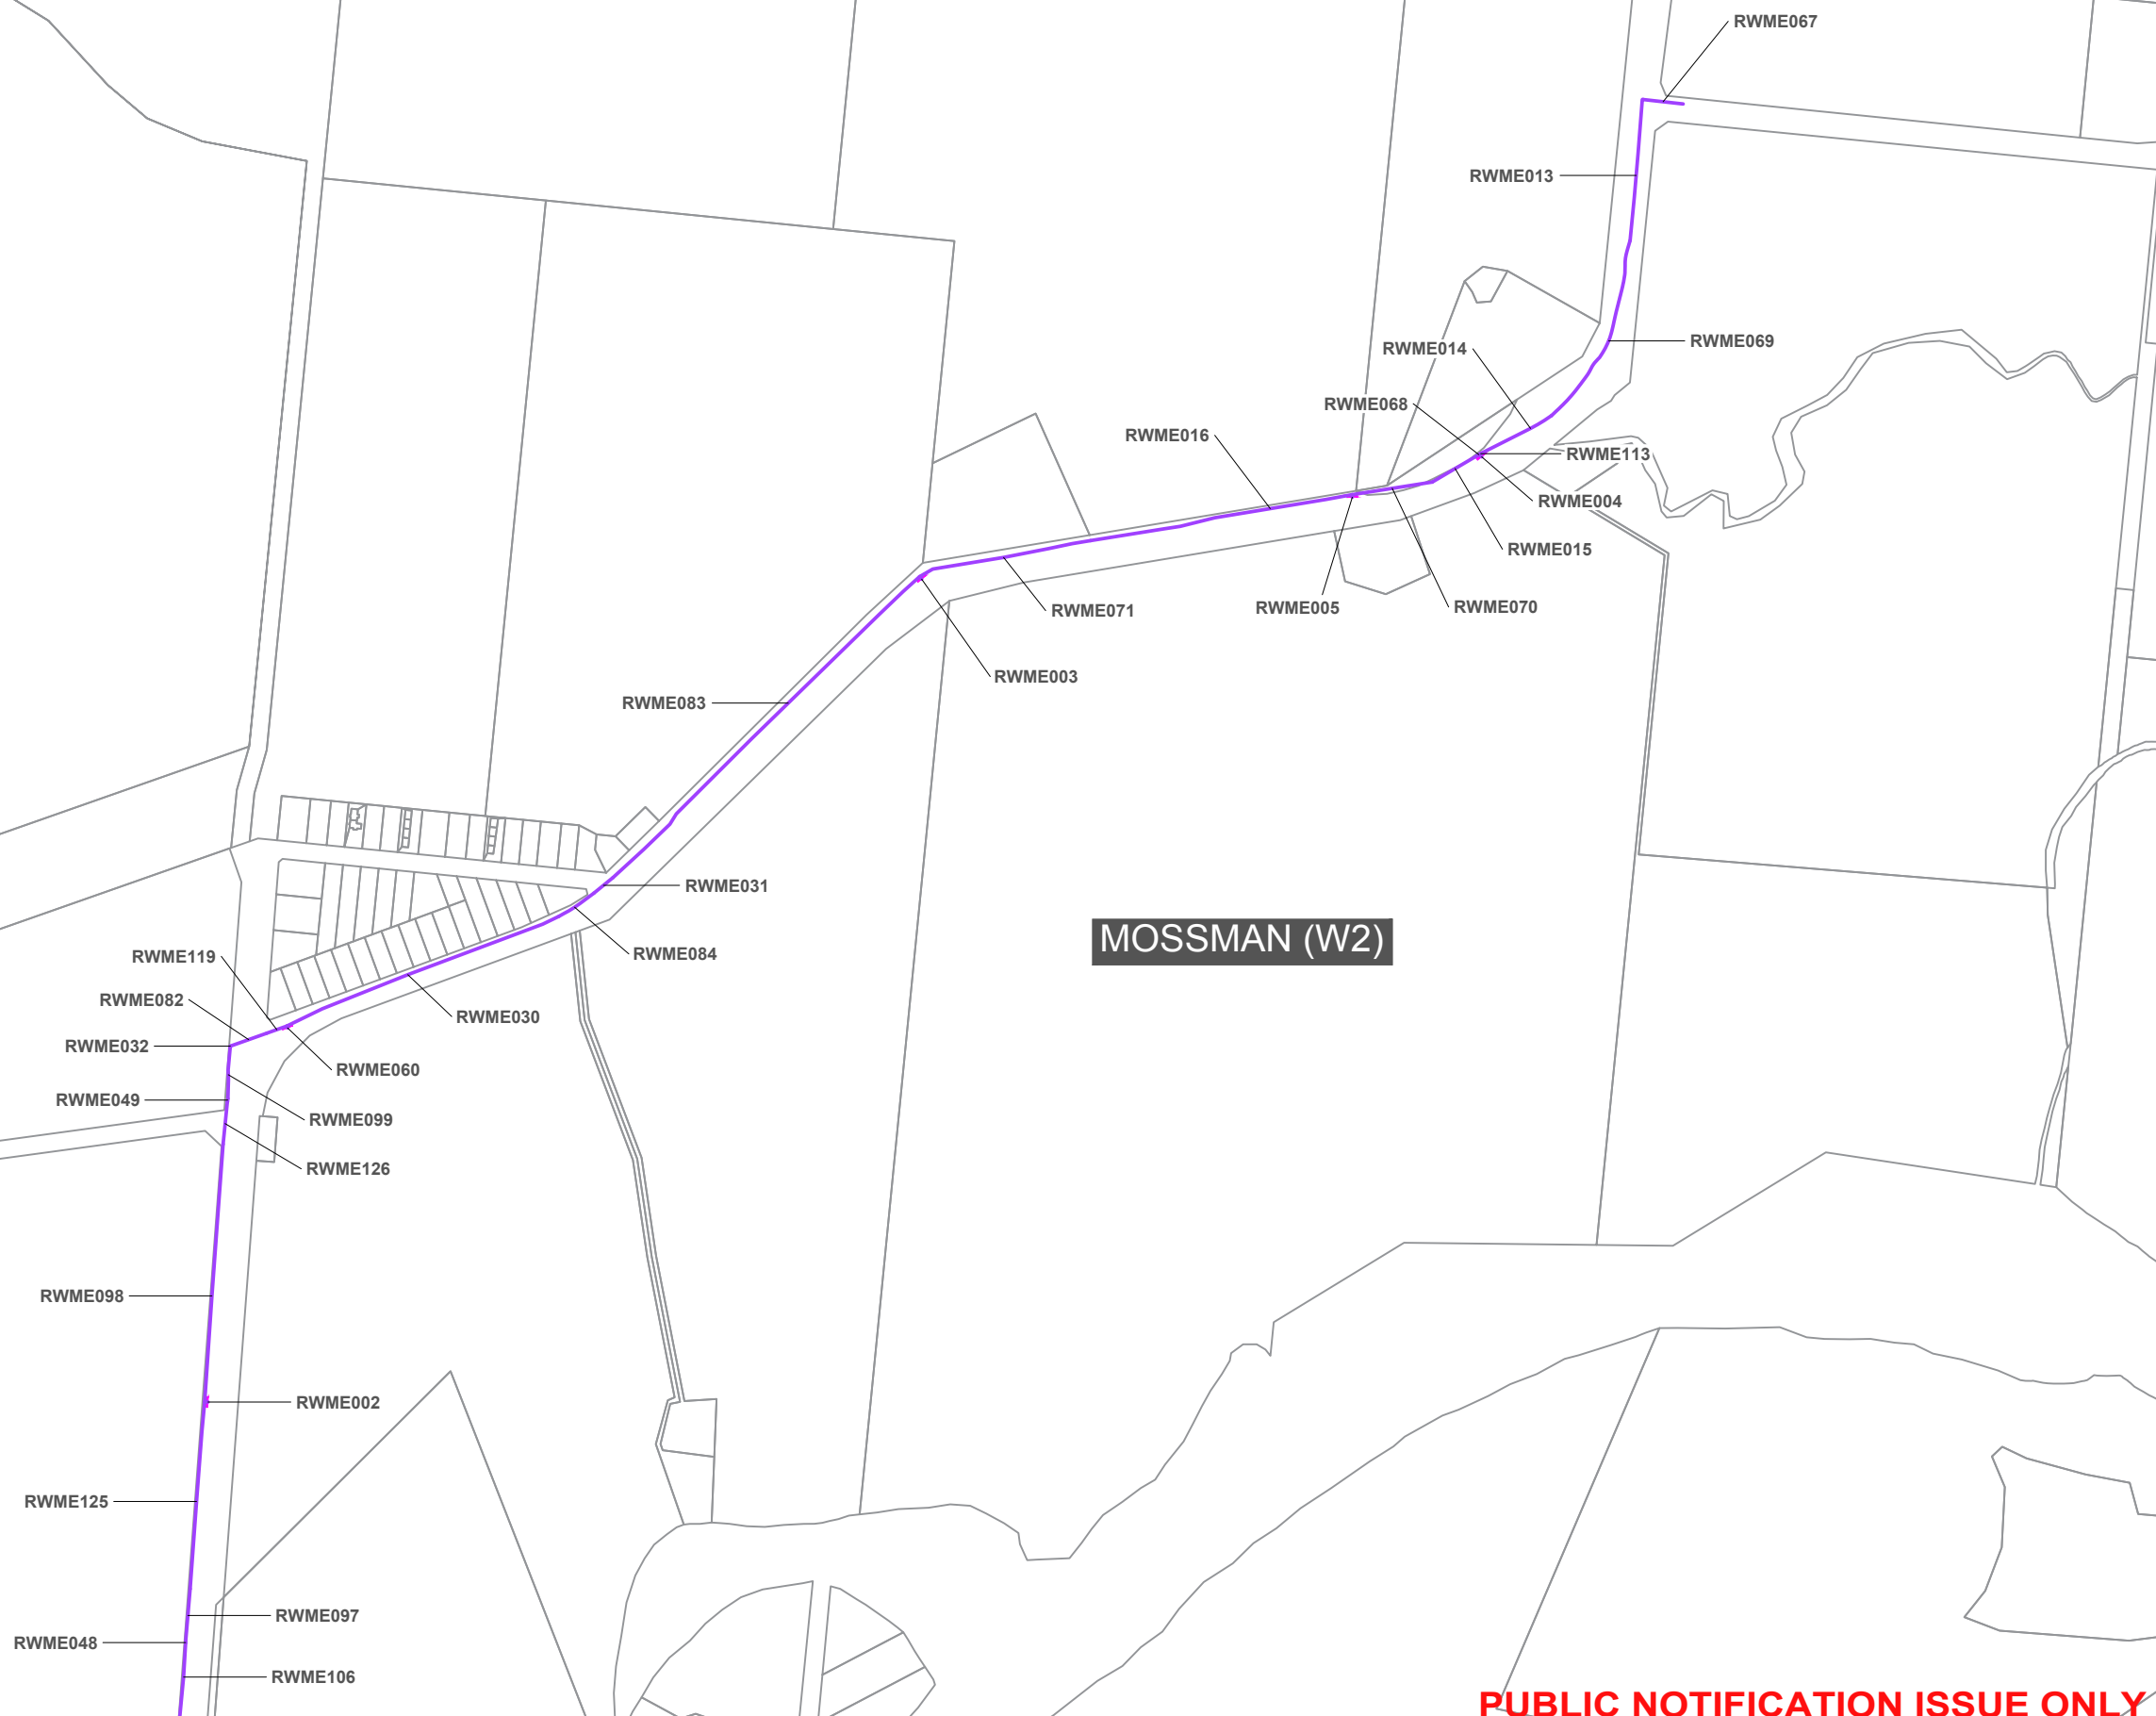 RWME067
RWME013
RWME069
RWME014
RWME068
RWME016
RWME113
RWME004
RWME015
RWME005
RWME070
RWME071
RWME003
RWME083
RWME031
MOSSMAN (W2)
RWME084
RWME119
RWME082
RWME030
RWME032
RWME060
RWME049
RWME099
RWME126
RWME098
RWME002
RWME125
RWME097
RWME048
RWME106
PUBLIC NOTIFICATION ISSUE ONLY